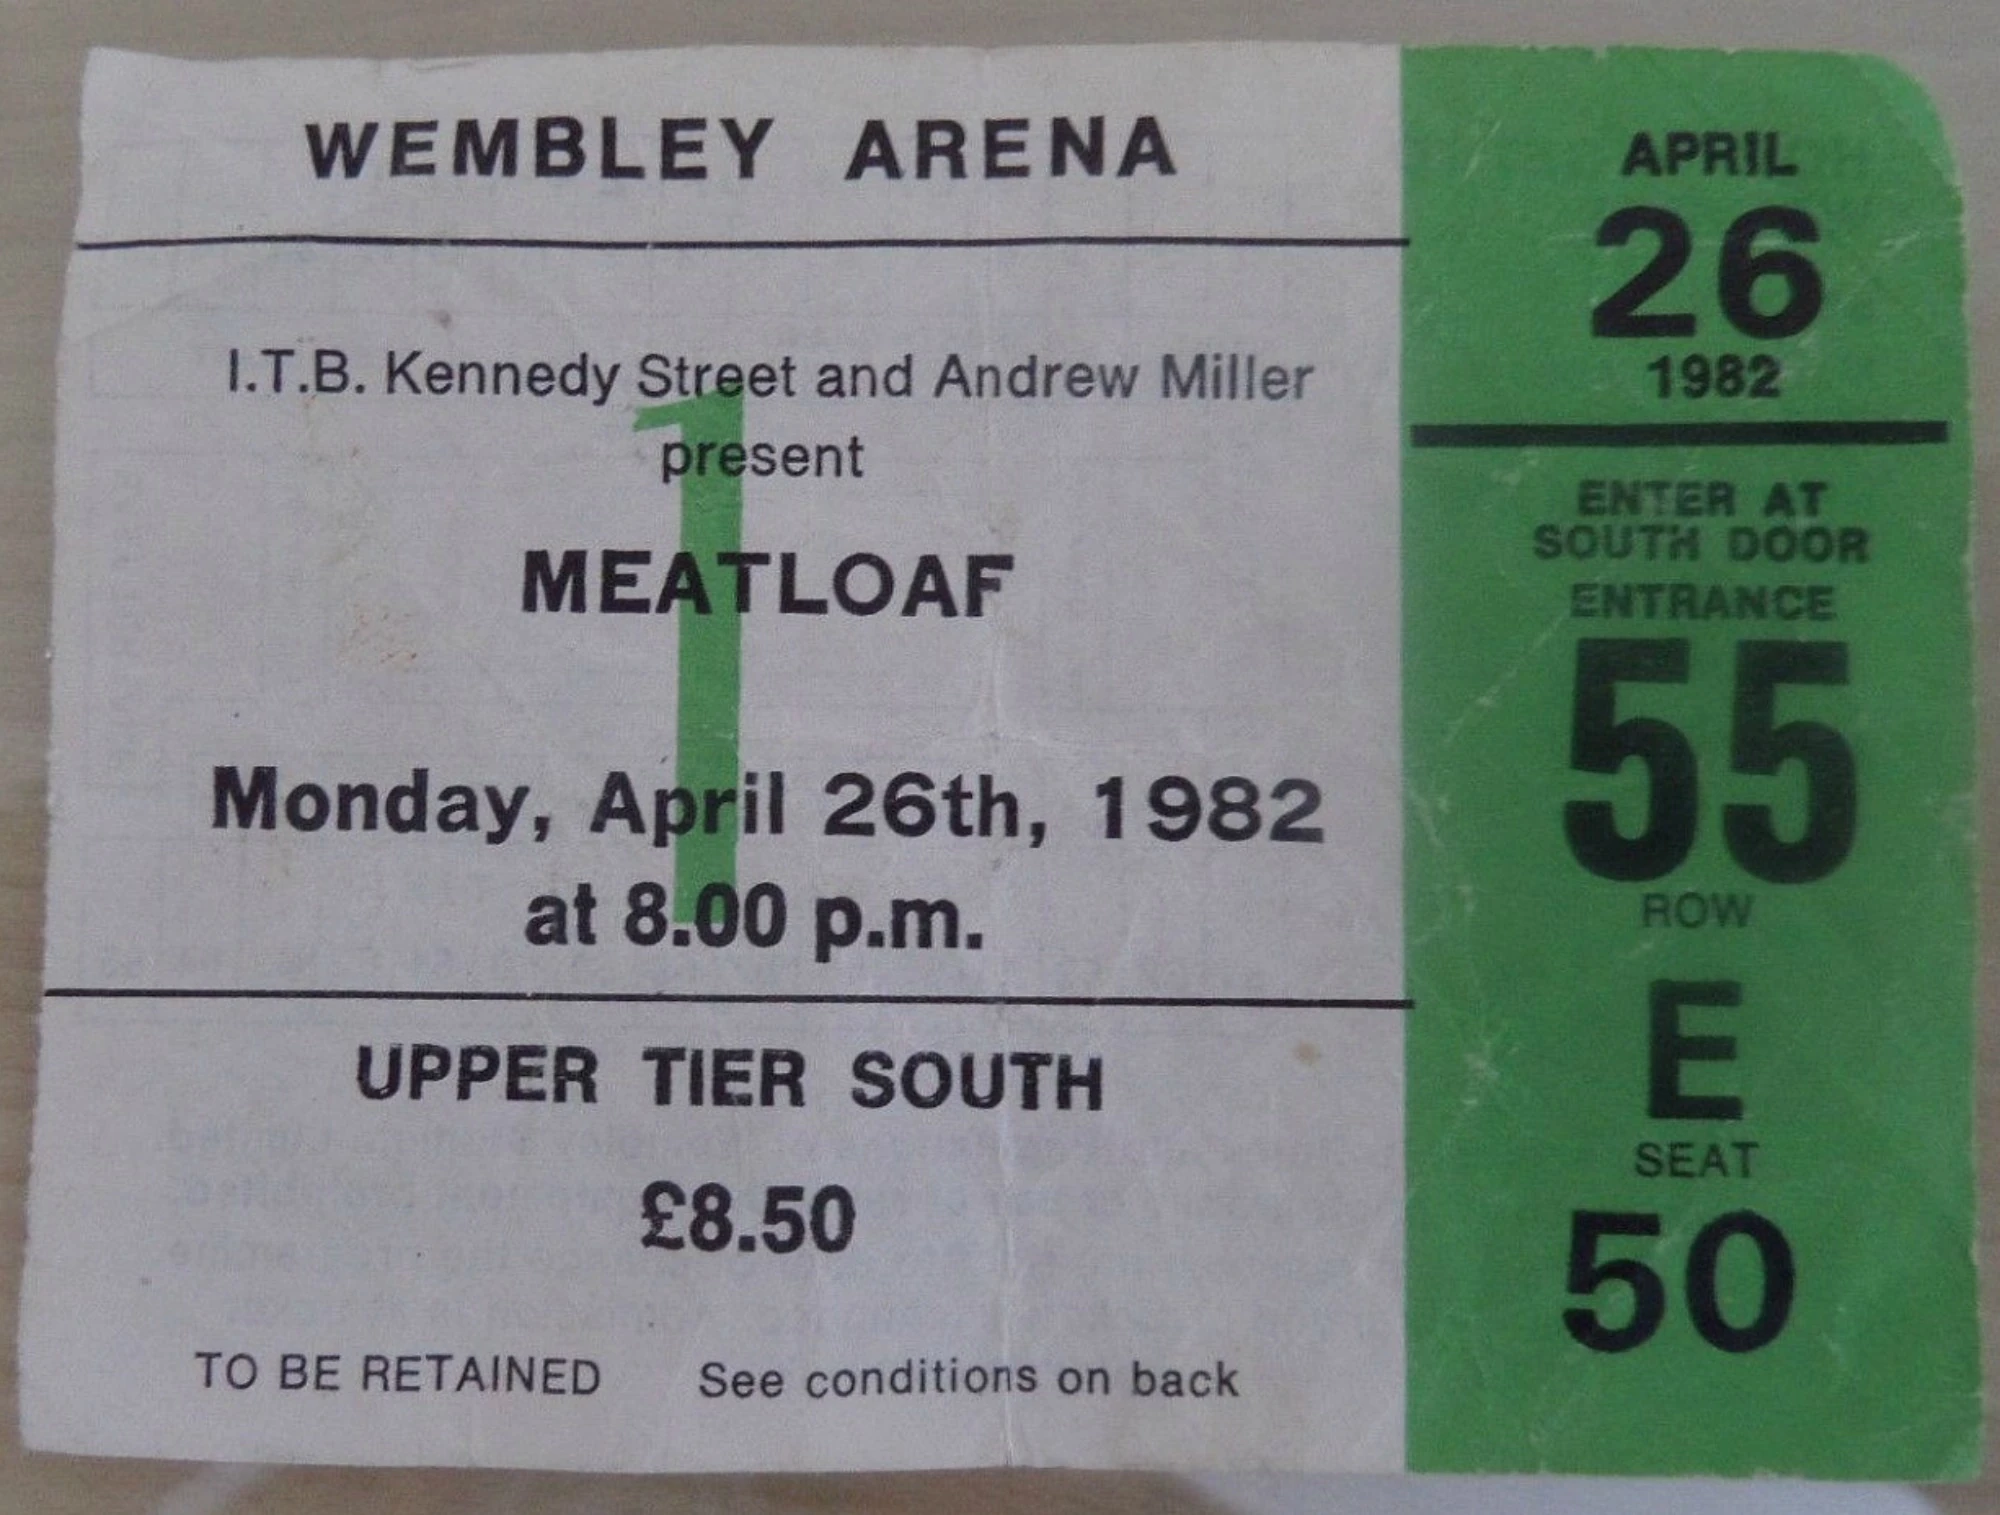 WEMBLEY ARENA
I.T.B. Kennedy Street and Andrew Miller
present
1
MEATLOAF
Monday, April 26th, 1982
at 8.00 p.m.
UPPER TIER SOUTH
£8.50
TO BE RETAINED See conditions on back
APRIL
26
1982
ENTER AT
SOUTH DOOR
ENTRANCE
55
ROW
E
SEAT
50